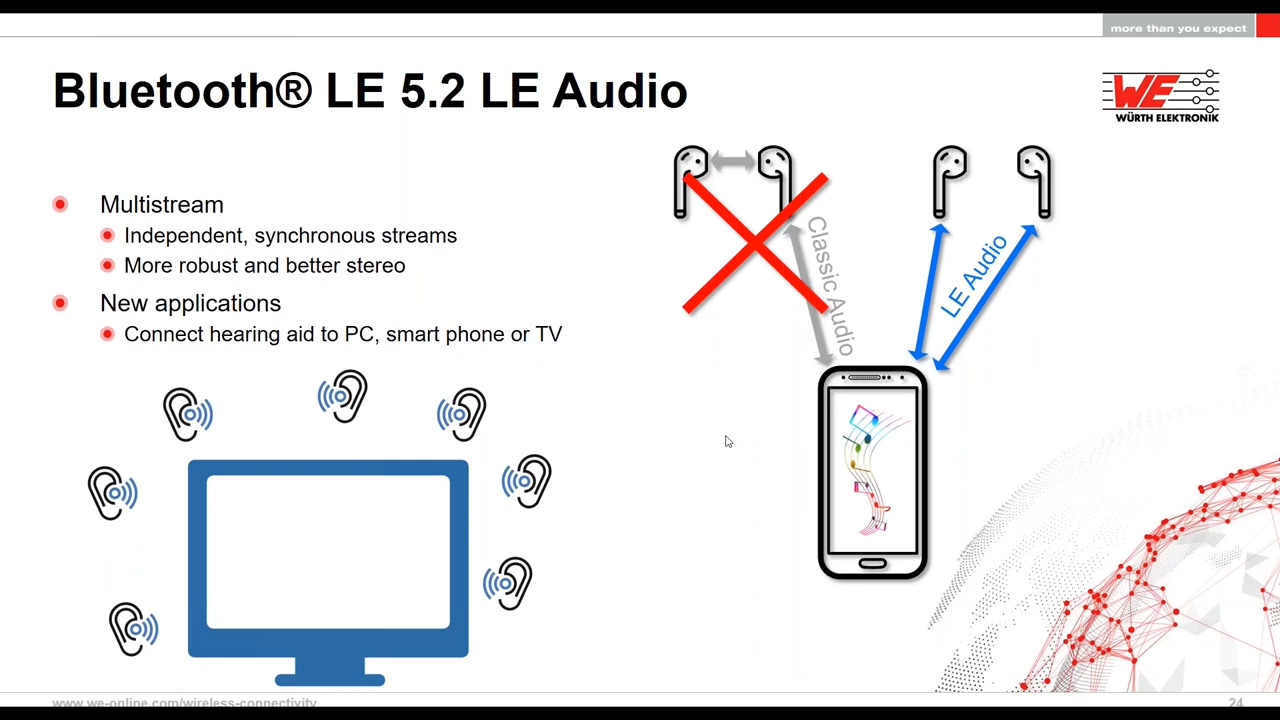 more than you expect
Bluetooth® LE 5.2 LE Audio
WE
WÜRTH ELEKTRONIK
Multistream
Independent, synchronous streams
More robust and better stereo
New applications
Connect hearing aid to PC, smart phone or TV
Classic Audio
LE Audio
www.we-online.com/wireless-connectivity
24